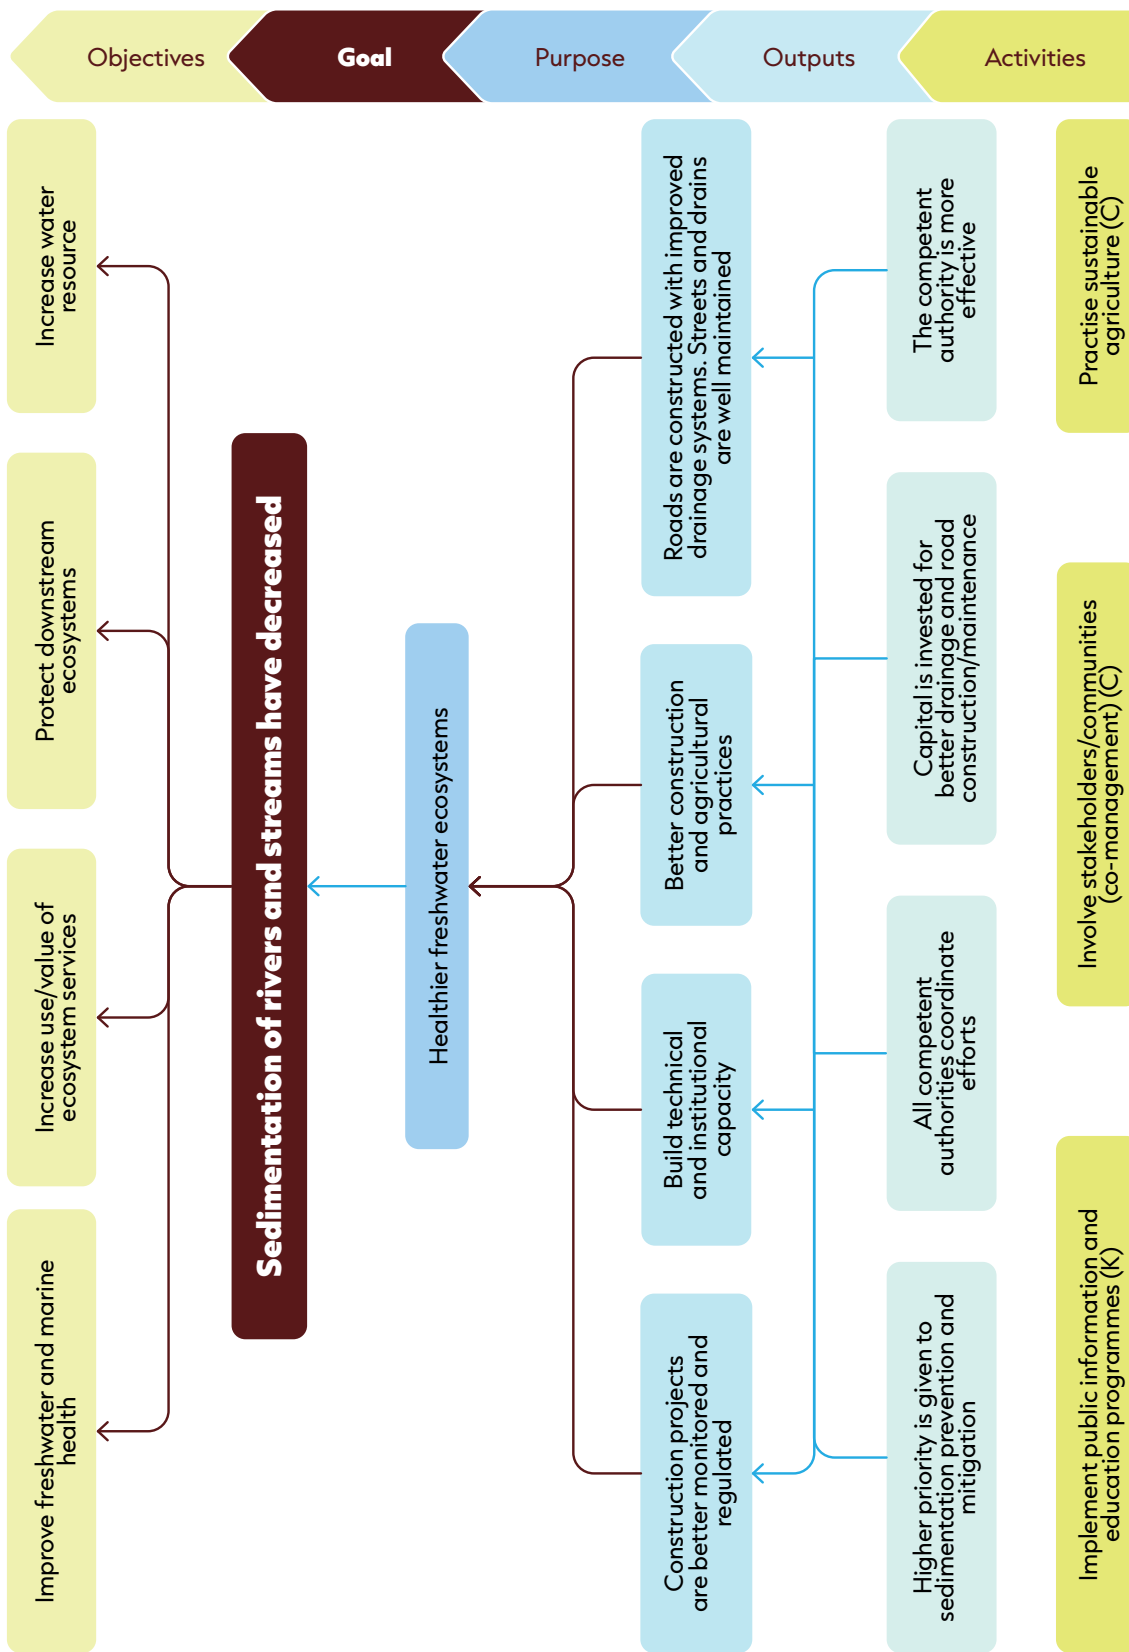 Objectives
Goal
Purpose
Outputs
Activities
Improve freshwater and marine
health
Increase use/value of
ecosystem services
Protect downstream
ecosystems
Increase water
resource
Sedimentation of rivers and streams have decreased
Healthier freshwater ecosystems
Construction projects
are better monitored and
regulated
Build technical
and institutional
capacity
Better construction
and agricultural
practices
Roads are constructed with improved
drainage systems. Streets and drains
are well maintained
Higher priority is given to
sedimentation prevention and
mitigation
All competent
authorities coordinate
efforts
Capital is invested for
better drainage and road
construction/maintenance
The competent
authority is more
effective
Implement public information and
education programmes (K)
Involve stakeholders/communities
(co-management) (C)
Practise sustainable
agriculture (C)